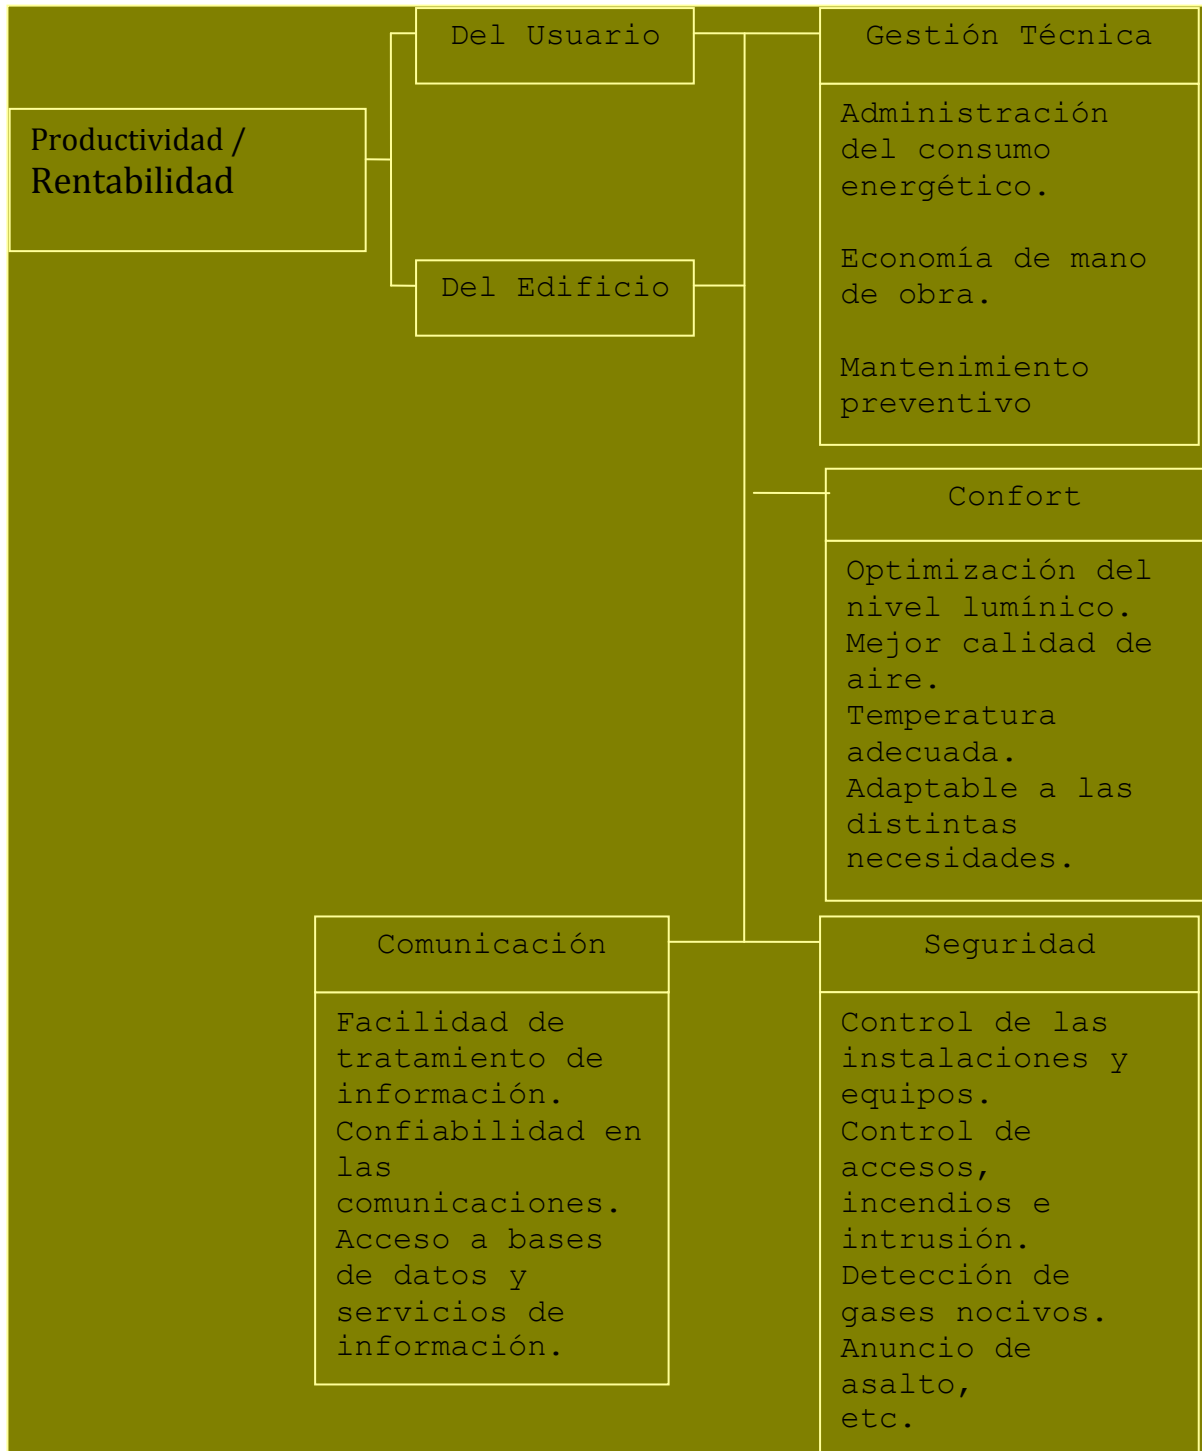 Productividad /
Rentabilidad
Del Usuario
Del Edificio
Gestión Técnica
Administración
del consumo
energético.
Economía de mano
de obra.
Mantenimiento
preventivo
Confort
Optimización del
nivel lumínico.
Mejor calidad de
aire.
Temperatura
adecuada.
Adaptable a las
distintas
necesidades.
Comunicación
Facilidad de
tratamiento de
información.
Confiabilidad en
las
comunicaciones.
Acceso a bases
de datos y
servicios de
información.
Seguridad
Control de las
instalaciones y
equipos.
Control de
accesos,
incendios e
intrusión.
Detección de
gases nocivos.
Anuncio de
asalto,
etc.